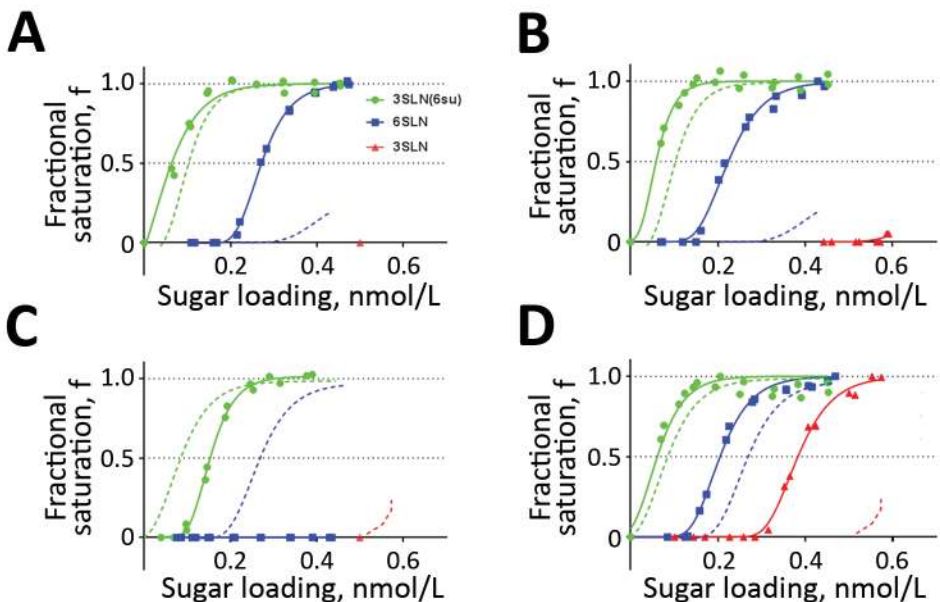 A
Fractional
saturation, f
1.0
0.5
0
3SLN(6su)
6SLN
3SLN
0.2
0.4
0.6
Sugar loading, nmol/L
B
Fractional
saturation, f
1.0
0.5
0
0.2
0.4
0.6
Sugar loading, nmol/L
C
Fractional
saturation, f
1.0
0.5
0
0.2
0.4
0.6
Sugar loading, nmol/L
D
Fractional
saturation, f
1.0
0.5
0
0.2
0.4
0.6
Sugar loading, nmol/L